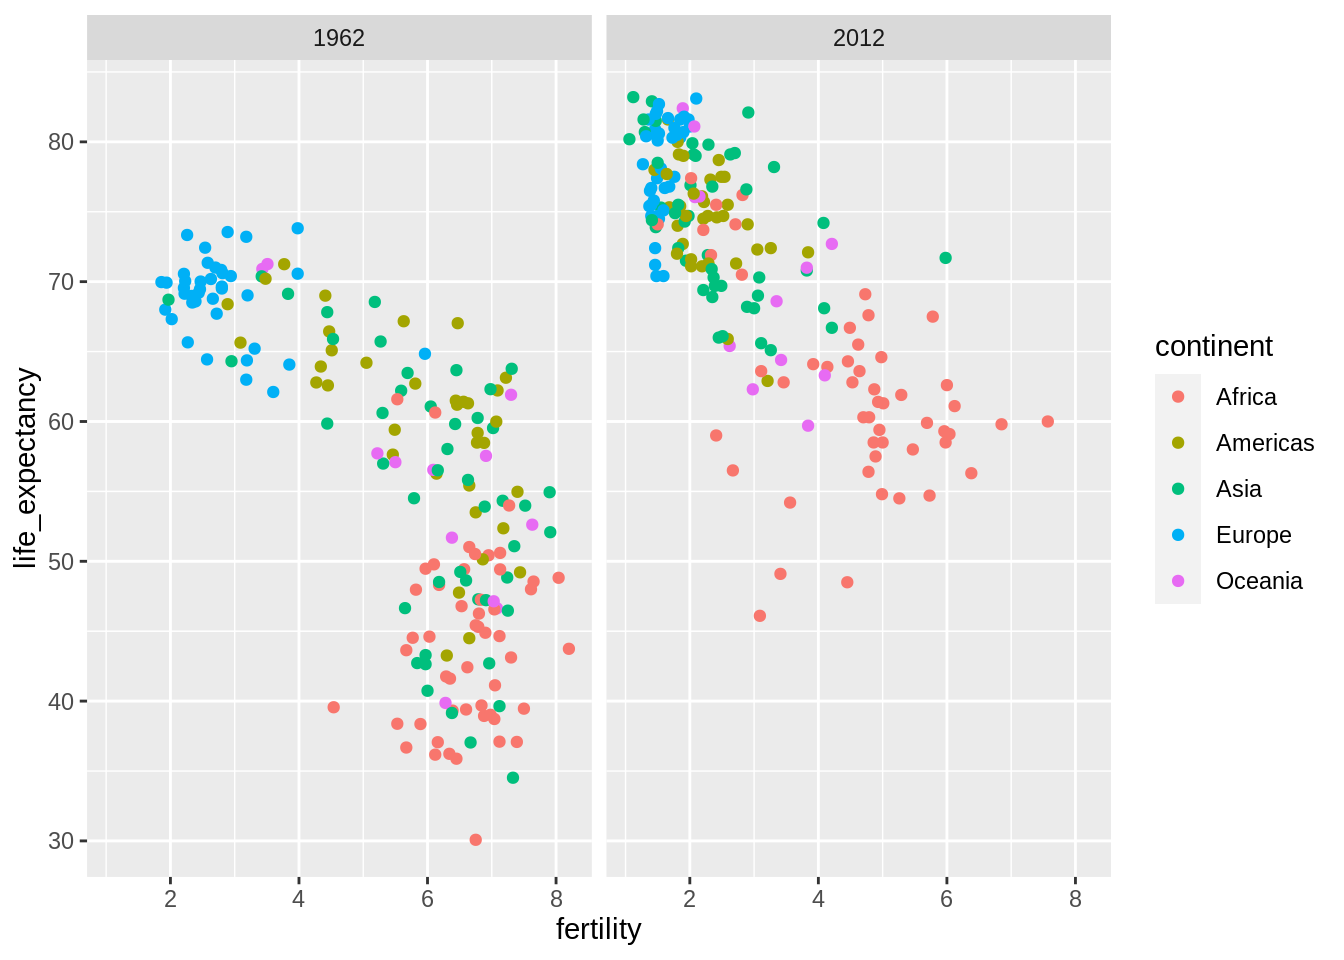 1962 2012
80
70
60
50
40
30
life_expectancy
2 4 6 8 2 4 6 8
fertility
continent
Africa
Americas
Asia
Europe
Oceania